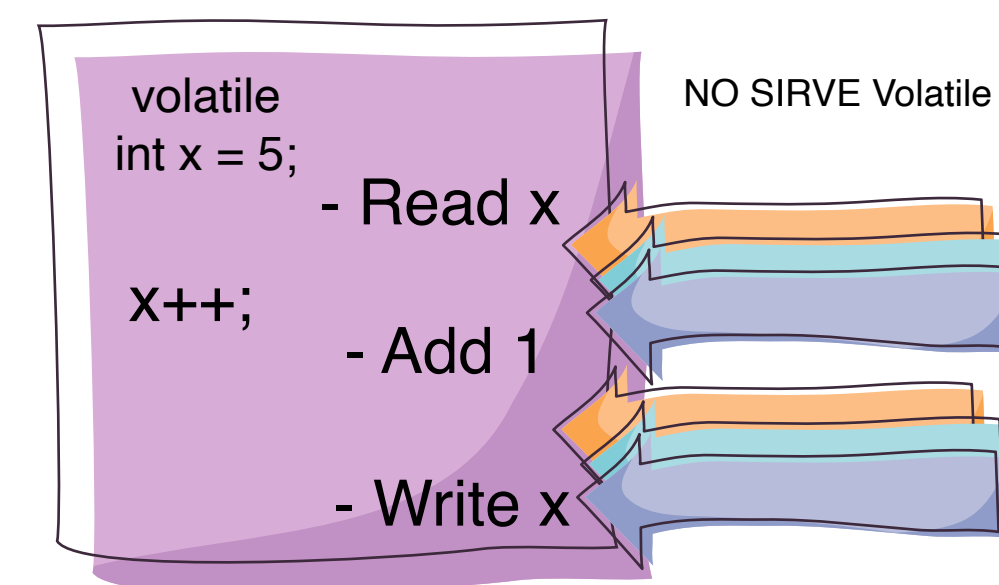 volatile
int x = 5;
NO SIRVE Volatile
- Read x
x++;
- Add 1
- Write x